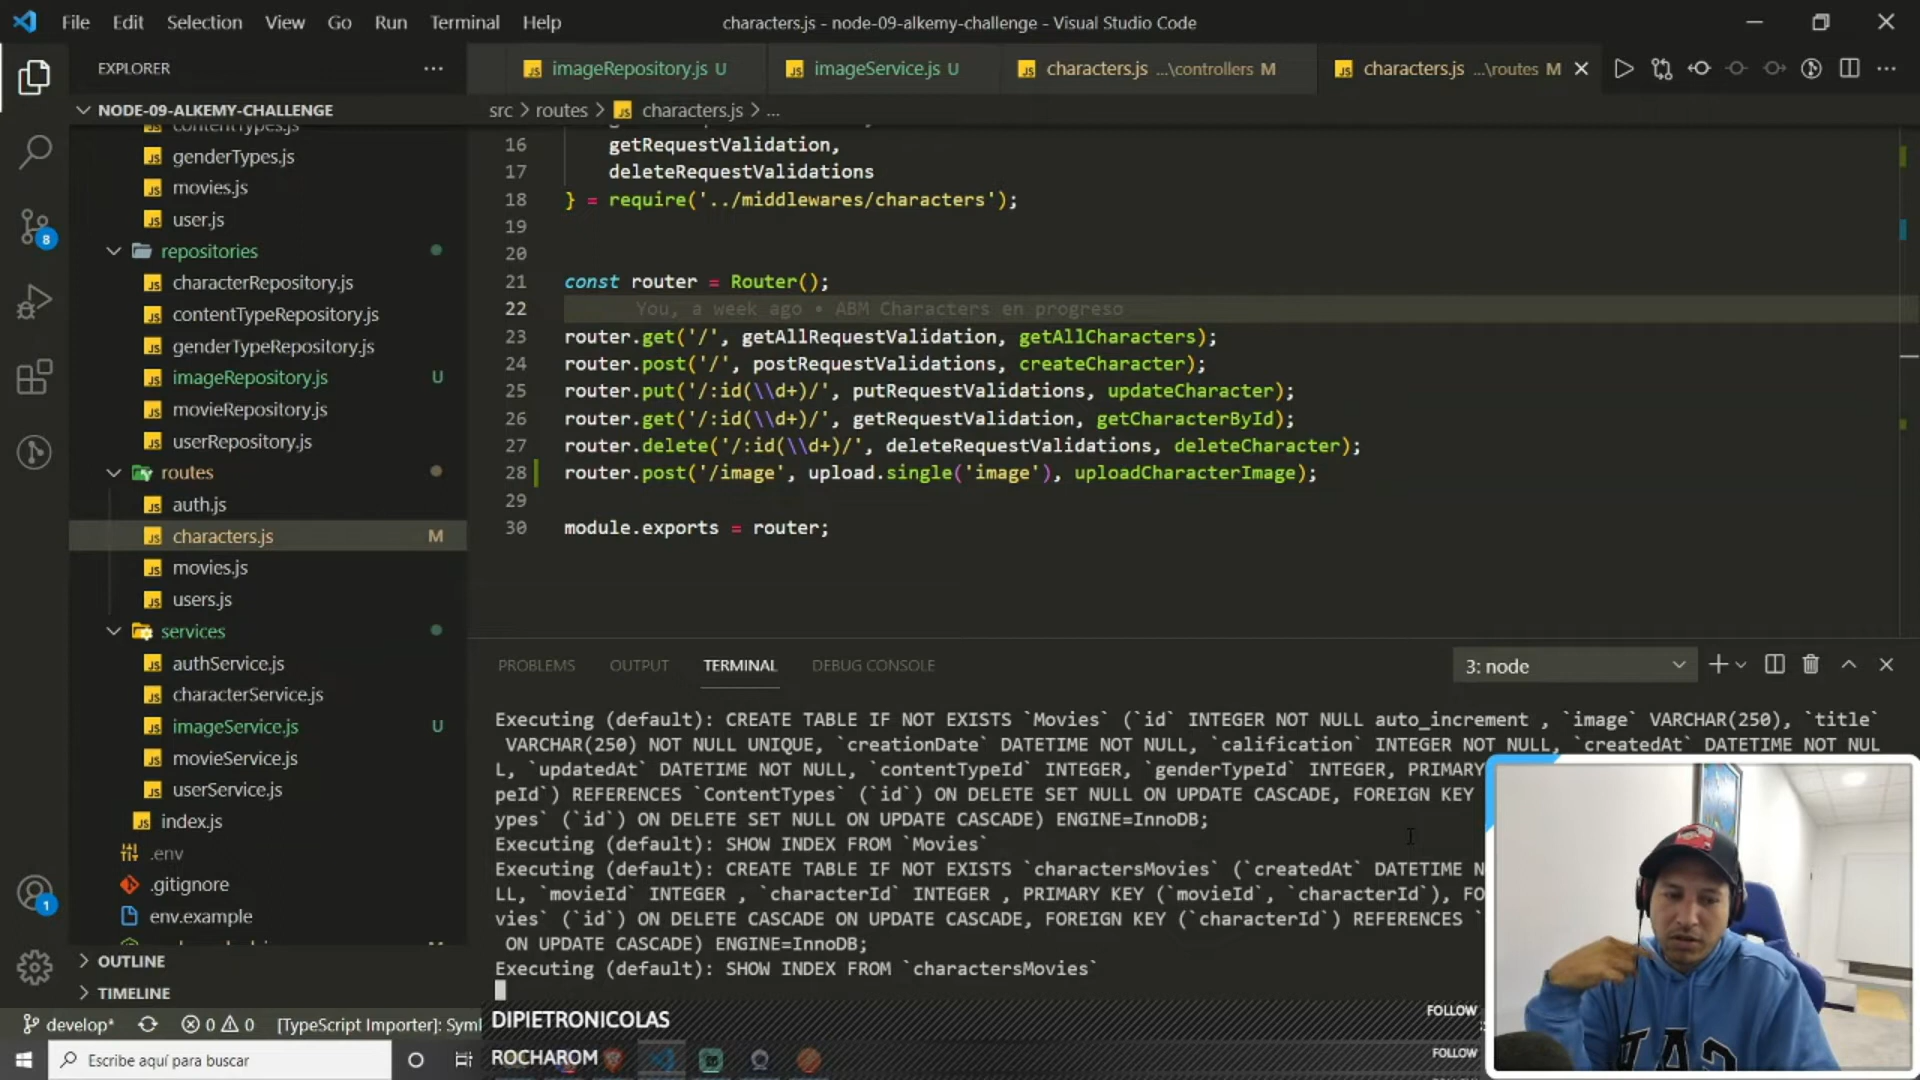 File Edit Selection View Go Run Terminal Help
characters.js - node-09-alkemy-challenge - Visual Studio Code
EXPLORER
NODE-09-ALKEMY-CHALLENGE
contentTypes.js
genderTypes.js
movies.js
user.js
repositories
characterRepository.js
contentTypeRepository.js
genderTypeRepository.js
imageRepository.js U
movieRepository.js
userRepository.js
routes
auth.js
characters.js M
movies.js
users.js
services
authService.js
characterService.js
imageService.js U
movieService.js
userService.js
index.js
.env
.gitignore
env.example
OUTLINE
TIMELINE
8
1
imageRepository.js U
imageService.js U
characters.js ...\controllers M
characters.js ...\routes M
src > routes > characters.js > ...
16 getRequestValidation,
17 deleteRequestValidations
18 } = require('../middlewares/characters');
19
20
21 const router = Router();
22 You, a week ago • ABM Characters en progreso
23 router.get('/', getAllRequestValidation, getAllCharacters);
24 router.post('/', postRequestValidations, createCharacter);
25 router.put('/:id(\\d+)/', putRequestValidations, updateCharacter);
26 router.get('/:id(\\d+)/', getRequestValidation, getCharacterById);
27 router.delete('/:id(\\d+)/', deleteRequestValidations, deleteCharacter);
28 router.post('/image', upload.single('image'), uploadCharacterImage);
29
30 module.exports = router;
PROBLEMS OUTPUT TERMINAL DEBUG CONSOLE
3: node
Executing (default): CREATE TABLE IF NOT EXISTS `Movies` (`id` INTEGER NOT NULL auto_increment , `image` VARCHAR(250), `title`
VARCHAR(250) NOT NULL UNIQUE, `creationDate` DATETIME NOT NULL, `calification` INTEGER NOT NULL, `createdAt` DATETIME NOT NUL
L, `updatedAt` DATETIME NOT NULL, `contentTypeId` INTEGER, `genderTypeId` INTEGER, PRIMARY
peId`) REFERENCES `ContentTypes` (`id`) ON DELETE SET NULL ON UPDATE CASCADE, FOREIGN KEY
ypes` (`id`) ON DELETE SET NULL ON UPDATE CASCADE) ENGINE=InnoDB;
Executing (default): SHOW INDEX FROM `Movies`
Executing (default): CREATE TABLE IF NOT EXISTS `charactersMovies` (`createdAt` DATETIME N
LL, `movieId` INTEGER , `characterId` INTEGER , PRIMARY KEY (`movieId`, `characterId`), FO
vies` (`id`) ON DELETE CASCADE ON UPDATE CASCADE, FOREIGN KEY (`characterId`) REFERENCES `
ON UPDATE CASCADE) ENGINE=InnoDB;
Executing (default): SHOW INDEX FROM `charactersMovies`
develop* 0 0 [TypeScript Importer]: Syml
DIPIETRONICOLAS FOLLOW
Escribe aquí para buscar
ROCHAROM FOLLOW